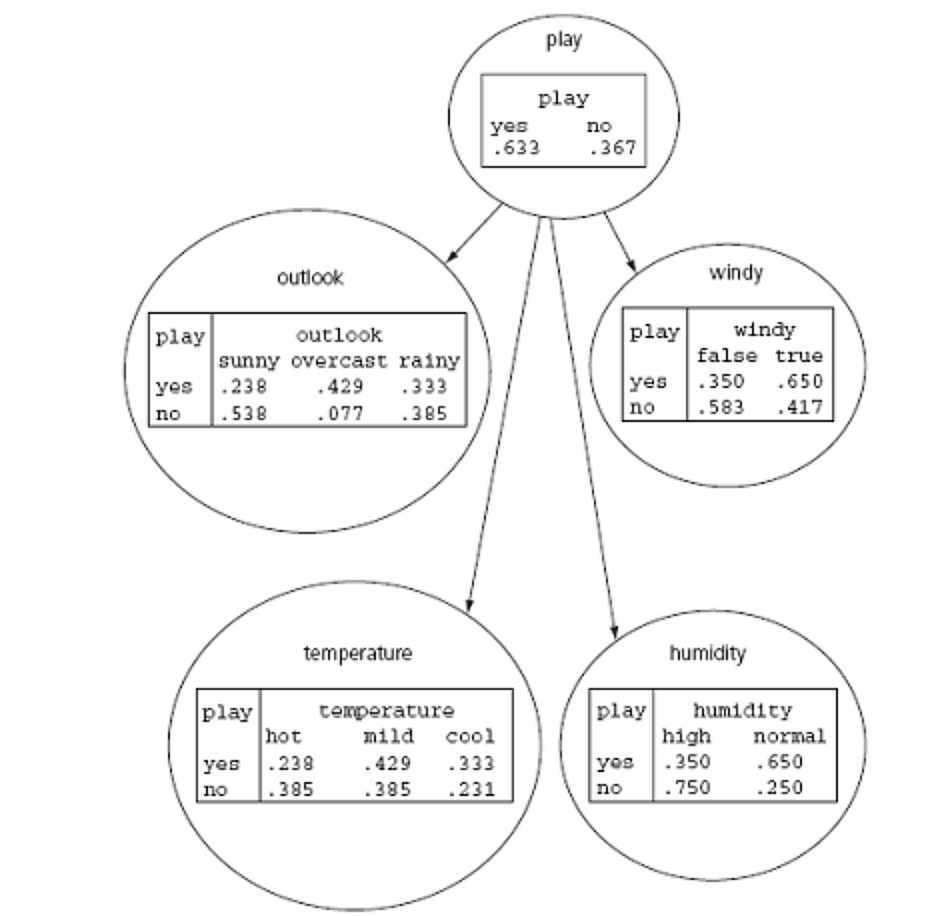 play
play
yes no
.633 .367
outlook
play outlook
sunny overcast rainy
yes .238 .429 .333
no .538 .077 .385
windy
play windy
false true
yes .350 .650
no .583 .417
temperature
play temperature
hot mild cool
yes .238 .429 .333
no .385 .385 .231
humidity
play humidity
high normal
yes .350 .650
no .750 .250